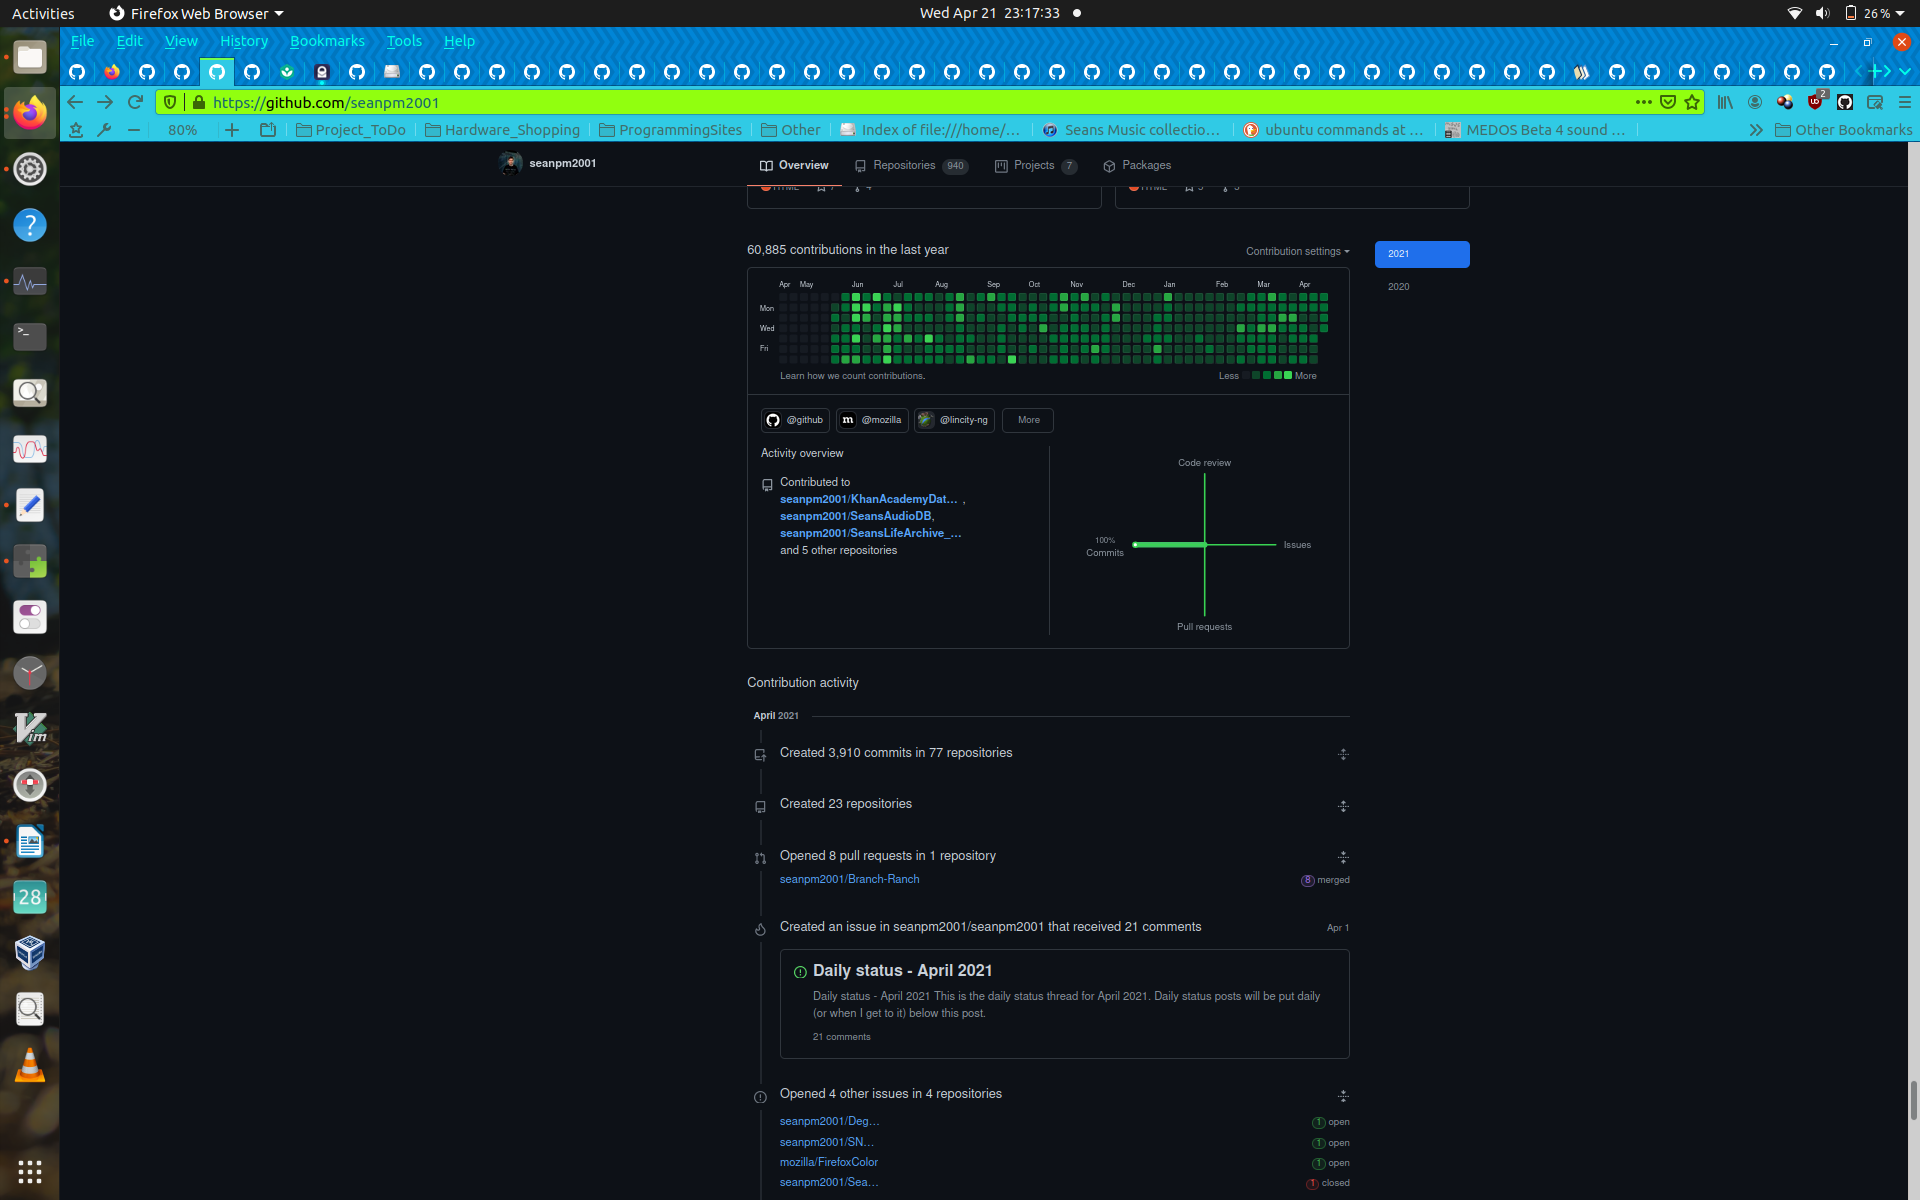 Activities
Firefox Web Browser
Wed Apr 21 23:17:33
26 %
File Edit View History Bookmarks Tools Help
https://github.com/seanpm2001
2
80%
Project_ToDo
Hardware_Shopping
ProgrammingSites
Other
Index of file:///home/...
Seans Music collectio...
ubuntu commands at ...
MEDOS Beta 4 sound ...
Other Bookmarks
seanpm2001
Overview
Repositories 940
Projects 7
Packages
60,885 contributions in the last year
Contribution settings
2021
2020
Apr May Jun Jul Aug Sep Oct Nov Dec Jan Feb Mar Apr
Mon
Wed
Fri
Learn how we count contributions.
Less More
@github
@mozilla
@lincity-ng
More
Activity overview
Contributed to
seanpm2001/KhanAcademyDat... ,
seanpm2001/SeansAudioDB,
seanpm2001/SeansLifeArchive_...
and 5 other repositories
Code review
100%
Commits
Issues
Pull requests
Contribution activity
April 2021
Created 3,910 commits in 77 repositories
Created 23 repositories
Opened 8 pull requests in 1 repository
seanpm2001/Branch-Ranch
8 merged
Created an issue in seanpm2001/seanpm2001 that received 21 comments
Apr 1
Daily status - April 2021
Daily status - April 2021 This is the daily status thread for April 2021. Daily status posts will be put daily
(or when I get to it) below this post.
21 comments
Opened 4 other issues in 4 repositories
seanpm2001/Deg...
1 open
seanpm2001/SN...
1 open
mozilla/FirefoxColor
1 open
seanpm2001/Sea...
1 closed
28
Vim
>_
?
m